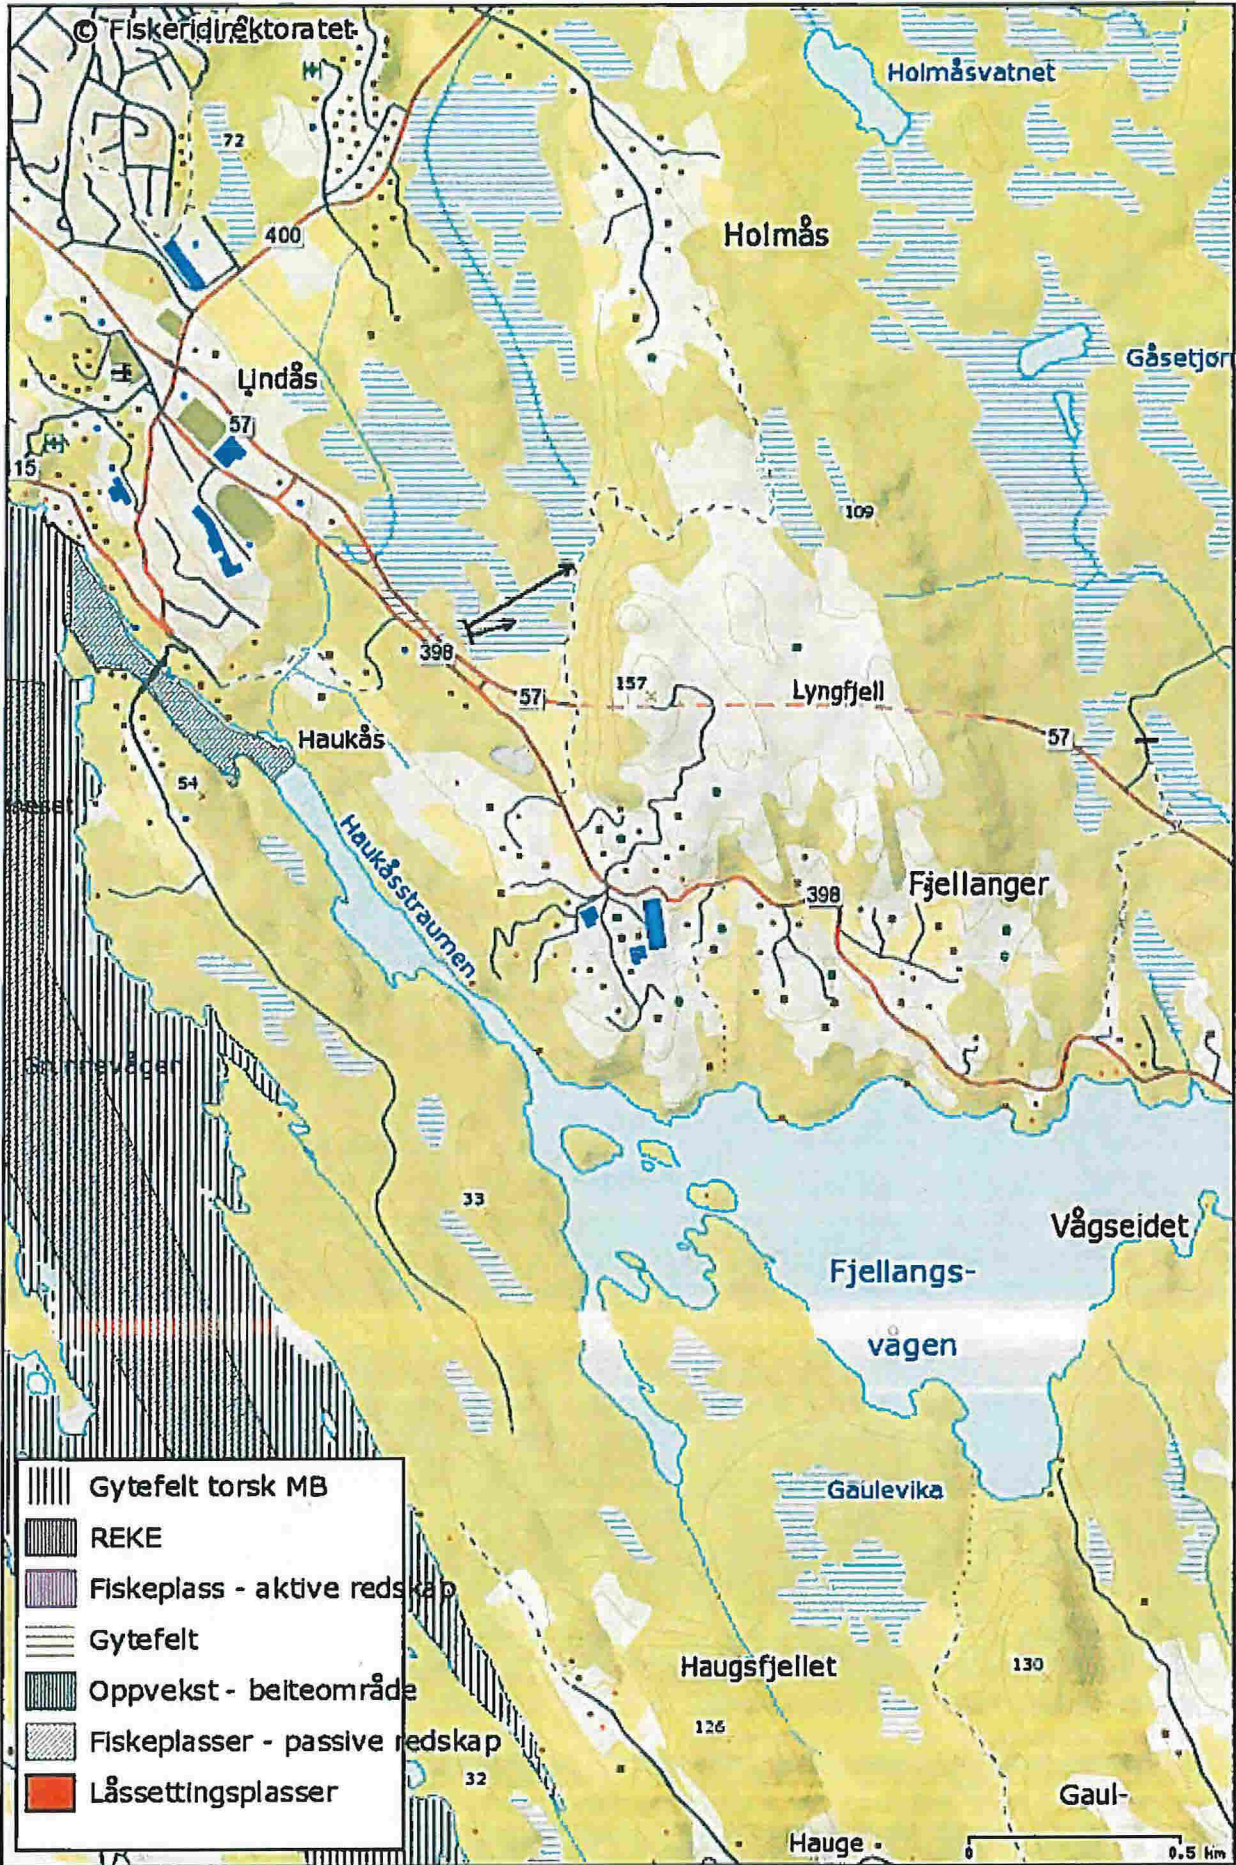 © Fiskeridirektoratet
Holmåsvatnet
72
400
Holmås
Gåsetjør
Lindås
57
115
109
398
57
157
Lyngfjell
57
Haukås
54
Haukåsstraumen
398
Fjellanger
33
Vågseidet
Fjellangs-
vågen
Gytefelt torsk MB
Gaulevika
REKE
Fiskeplass - aktive redskap
Gytefelt
Haugsfjellet
130
Oppvekst - beiteområde
126
Fiskeplasser - passive redskap
32
Låssettingsplasser
Gaul-
Hauge
0
0.5 km